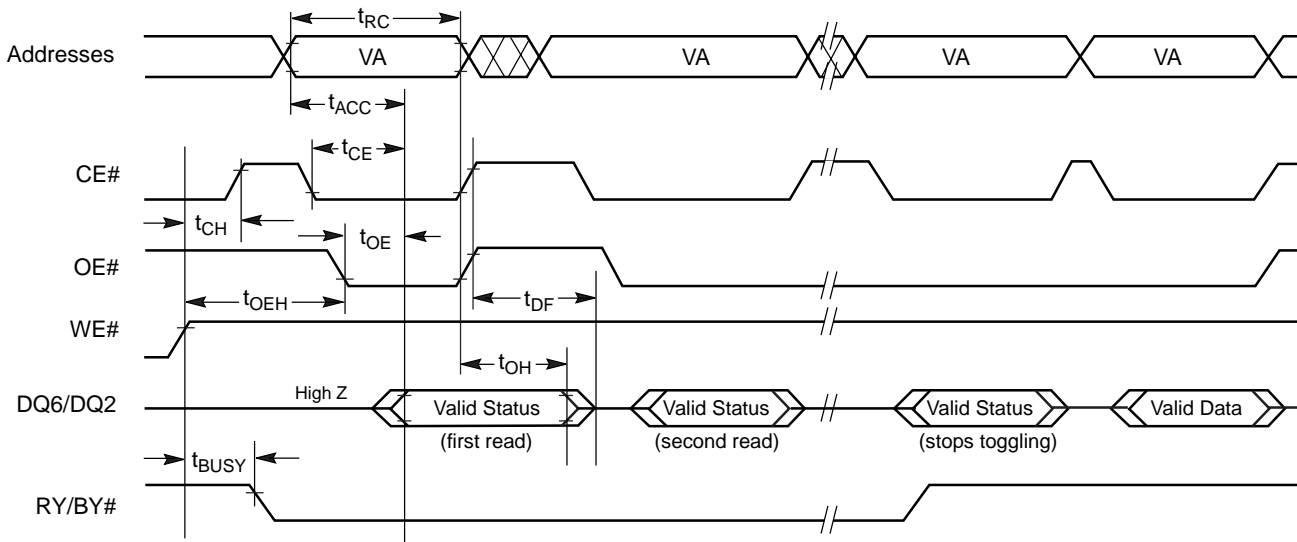 tRC
Addresses VA VA VA VA
tACC
tCE
CE#
tCH tOE
OE#
tOEH tDF
WE#
tOH
High Z
DQ6/DQ2 Valid Status Valid Status Valid Status Valid Data
(first read) (second read) (stops toggling)
tBUSY
RY/BY#